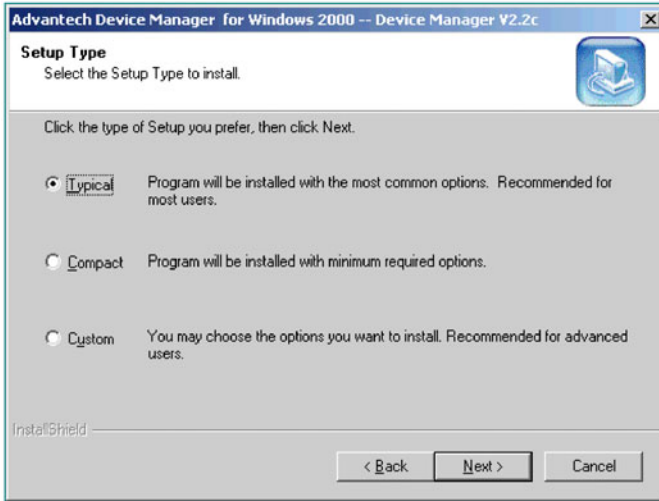 Advantech Device Manager for Windows 2000 -- Device Manager V2.2c
Setup Type
Select the Setup Type to install.
Click the type of Setup you prefer, then click Next.
Typical Program will be installed with the most common options. Recommended for
most users.
Compact Program will be installed with minimum required options.
Custom You may choose the options you want to install. Recommended for advanced
users.
InstallShield
< Back Next > Cancel